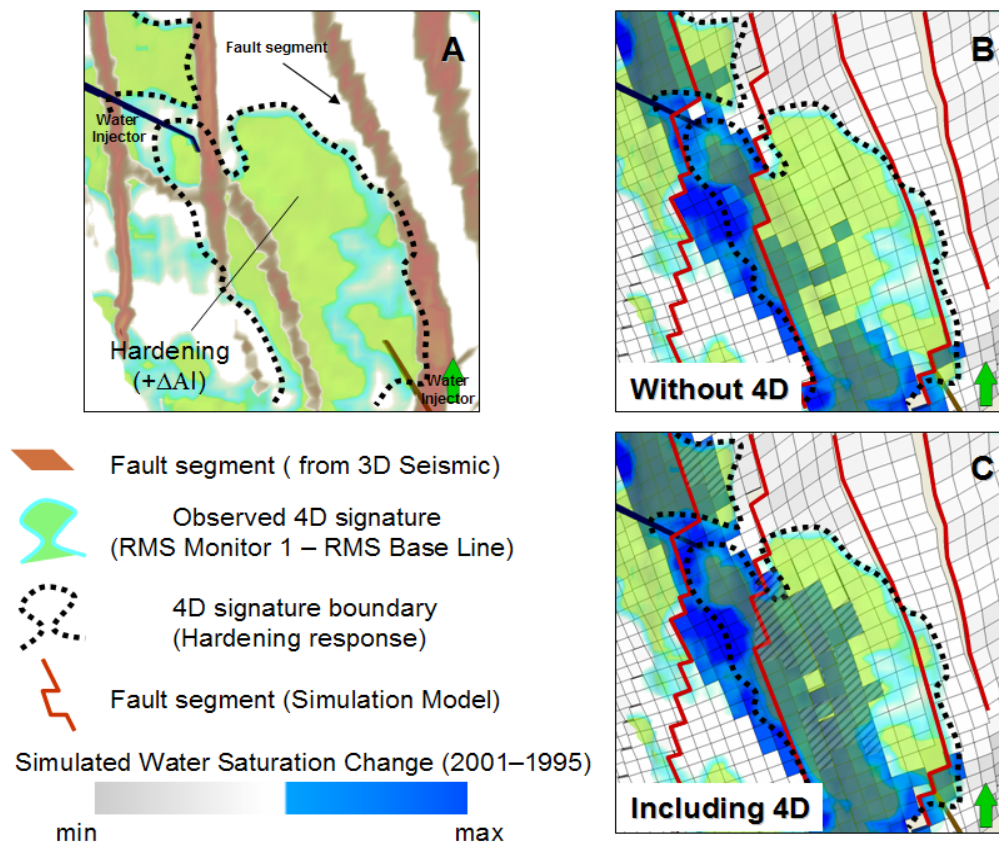 A
Fault segment
Water
Injector
Hardening
(+ΔAI)
Water
Injector
B
Without 4D
C
Including 4D
Fault segment ( from 3D Seismic)
Observed 4D signature
(RMS Monitor 1 – RMS Base Line)
4D signature boundary
(Hardening response)
Fault segment (Simulation Model)
Simulated Water Saturation Change (2001–1995)
min
max